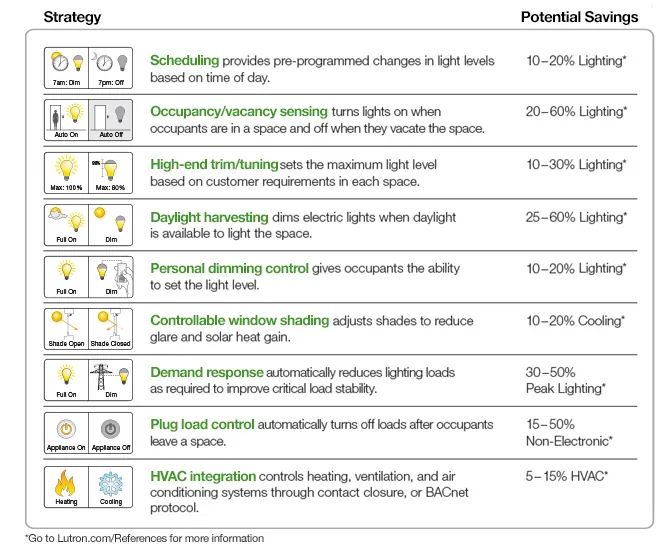 Strategy Potential Savings
Scheduling provides pre-programmed changes in light levels 10–20% Lighting*
based on time of day.
7am: Dim 7pm: Off
Occupancy/vacancy sensing turns lights on when 20–60% Lighting*
occupants are in a space and off when they vacate the space.
Auto On Auto Off
High-end trim/tuning sets the maximum light level 10–30% Lighting*
based on customer requirements in each space.
Max: 100% Max: 80%
Daylight harvesting dims electric lights when daylight 25–60% Lighting*
is available to light the space.
Full On Dim
Personal dimming control gives occupants the ability 10–20% Lighting*
to set the light level.
Full On Dim
Controllable window shading adjusts shades to reduce 10–20% Cooling*
glare and solar heat gain.
Shade Open Shade Closed
Demand response automatically reduces lighting loads 30–50%
as required to improve critical load stability. Peak Lighting*
Full On Dim
Plug load control automatically turns off loads after occupants 15–50%
leave a space. Non-Electronic*
Appliance On Appliance Off
HVAC integration controls heating, ventilation, and air 5–15% HVAC*
conditioning systems through contact closure, or BACnet
protocol.
Heating Cooling
*Go to Lutron.com/References for more information